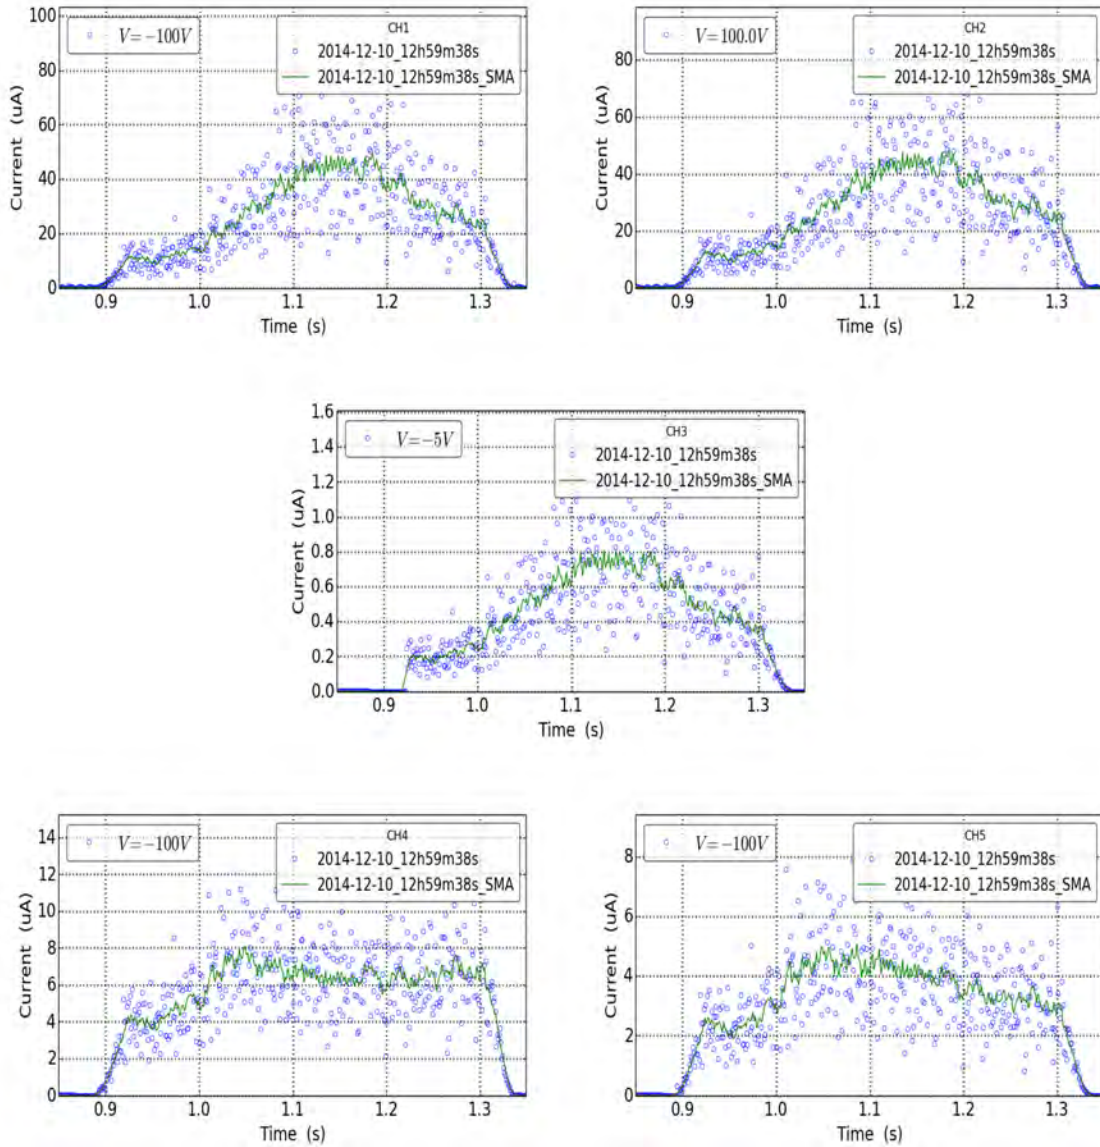 V=−100V
CH1
2014-12-10_12h59m38s
2014-12-10_12h59m38s_SMA
Current (uA)
100
80
60
40
20
0
0.9 1.0 1.1 1.2 1.3
Time (s)
V=100.0V
CH2
2014-12-10_12h59m38s
2014-12-10_12h59m38s_SMA
Current (uA)
80
60
40
20
0
0.9 1.0 1.1 1.2 1.3
Time (s)
V=−5V
CH3
2014-12-10_12h59m38s
2014-12-10_12h59m38s_SMA
Current (uA)
1.6
1.4
1.2
1.0
0.8
0.6
0.4
0.2
0.0
0.9 1.0 1.1 1.2 1.3
Time (s)
V=−100V
CH4
2014-12-10_12h59m38s
2014-12-10_12h59m38s_SMA
Current (uA)
14
12
10
8
6
4
2
0
0.9 1.0 1.1 1.2 1.3
Time (s)
V=−100V
CH5
2014-12-10_12h59m38s
2014-12-10_12h59m38s_SMA
Current (uA)
8
6
4
2
0
0.9 1.0 1.1 1.2 1.3
Time (s)